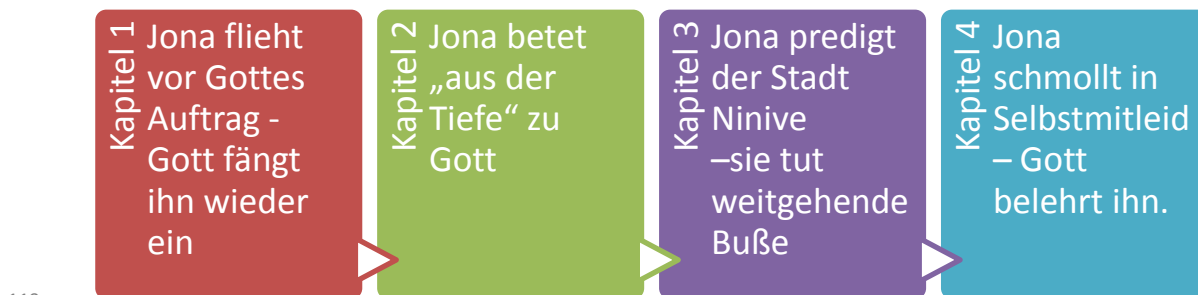 Kapitel 1
Jona flieht
vor Gottes
Auftrag -
Gott fängt
ihn wieder
ein
Kapitel 2
Jona betet
„aus der
Tiefe“ zu
Gott
Kapitel 3
Jona predigt
der Stadt
Ninive
–sie tut
weitgehende
Buße
Kapitel 4
Jona
schmollt in
Selbstmitleid
– Gott
belehrt ihn.